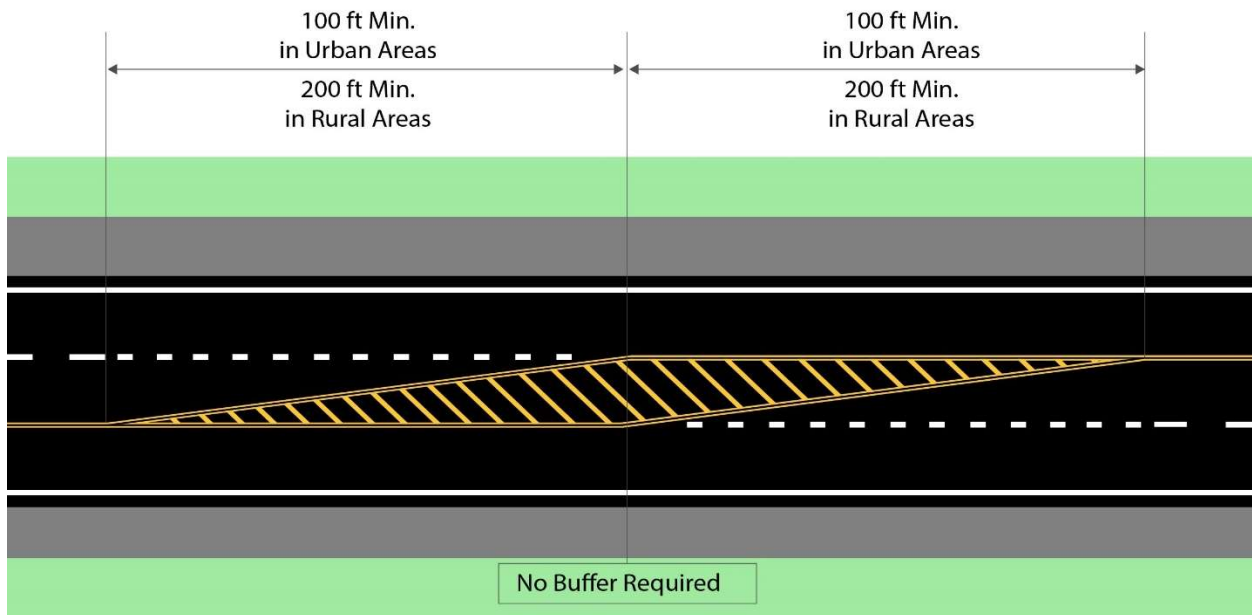 100 ft Min.
in Urban Areas
200 ft Min.
in Rural Areas
100 ft Min.
in Urban Areas
200 ft Min.
in Rural Areas
No Buffer Required